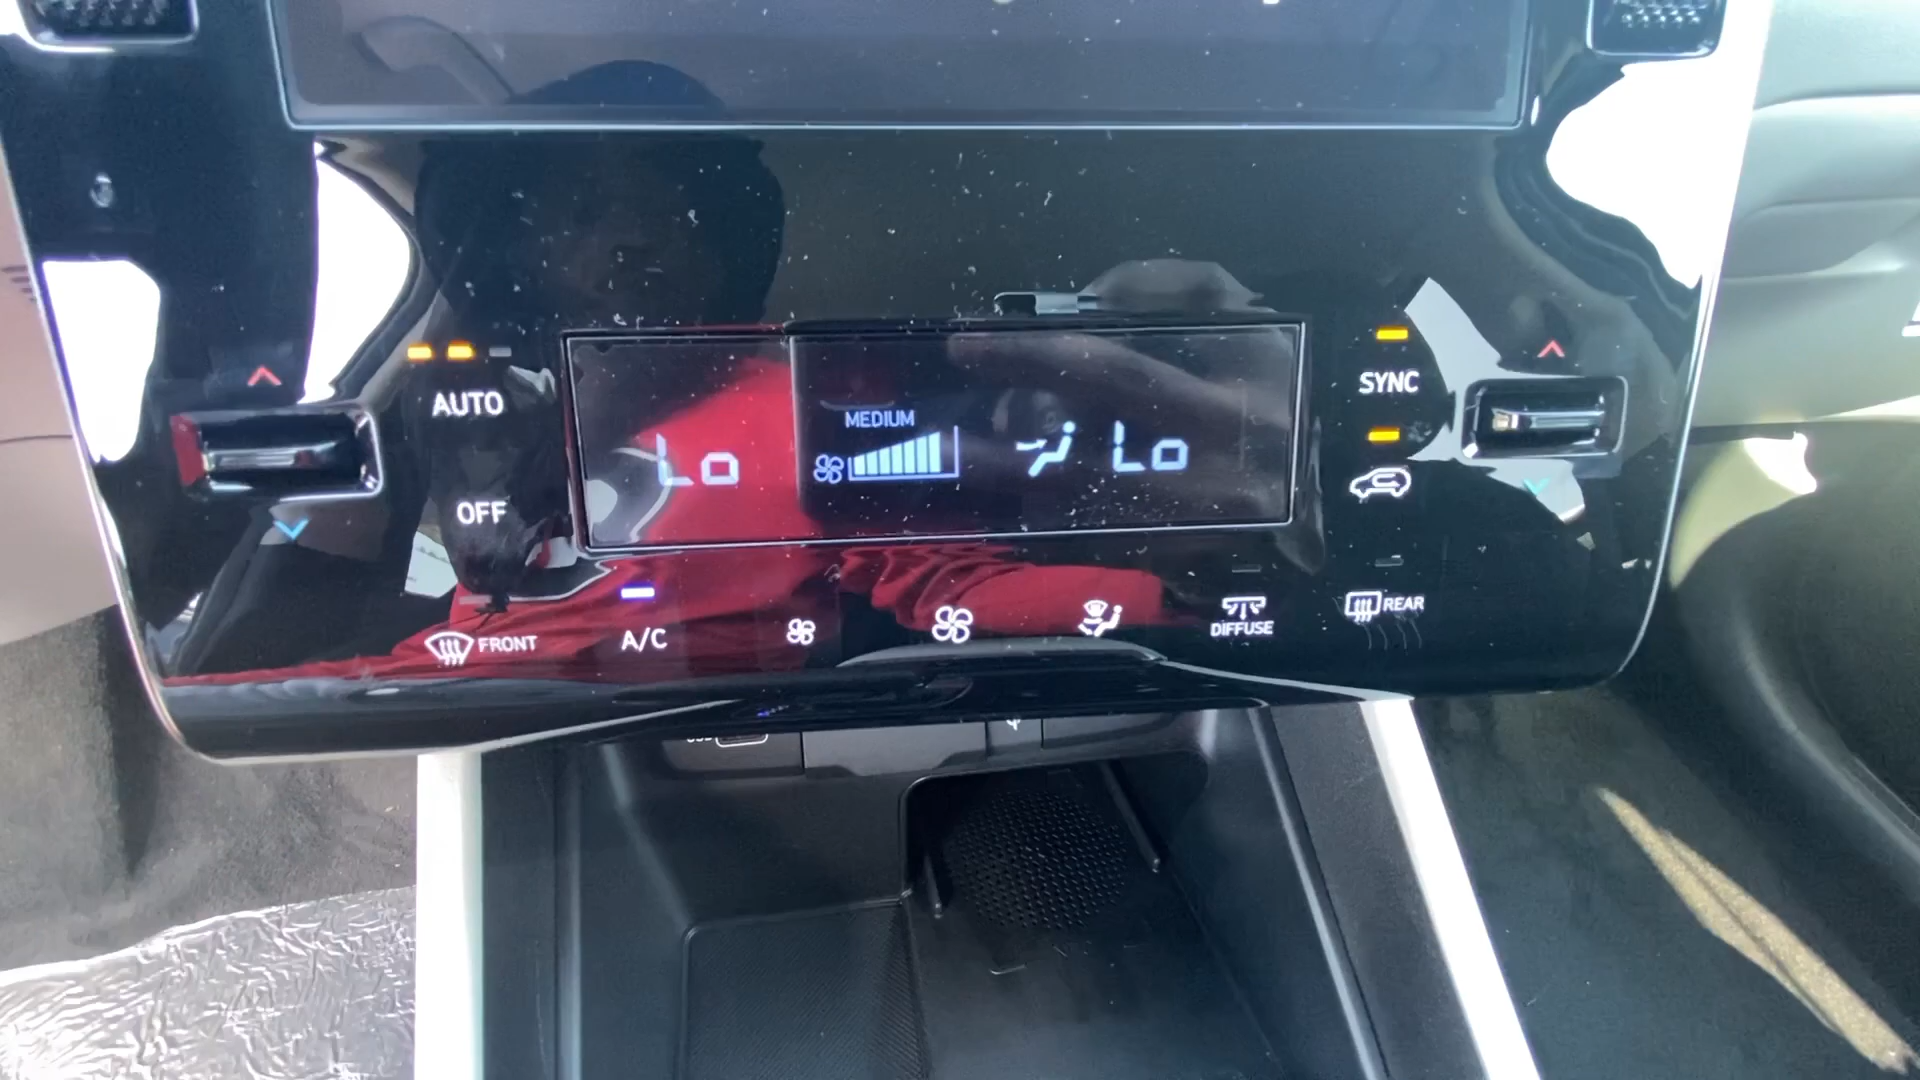 AUTO
OFF
Lo
MEDIUM
Lo
SYNC
FRONT
A/C
DIFFUSE
REAR